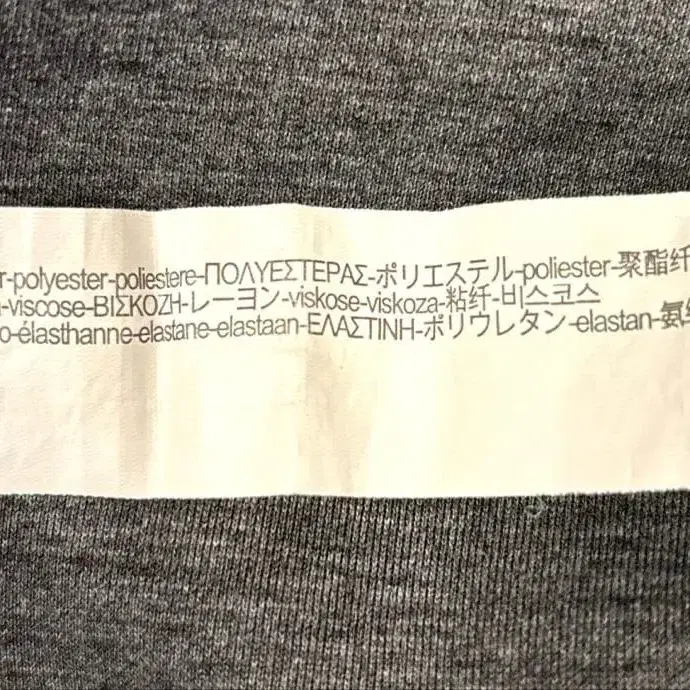 r-polyester-poliestere-ΠΟΛΥΕΣΤΕΡΑΣ-ポリエステル-poliester-聚酯纤
-viscose-ΒΙΣΚΟΖΗ-レーヨン-viskose-viskoza-粘纤-비스코스
o-élasthanne-elastane-elastaan-ΕΛΑΣΤΙΝΗ-ポリウレタン-elastan-氨